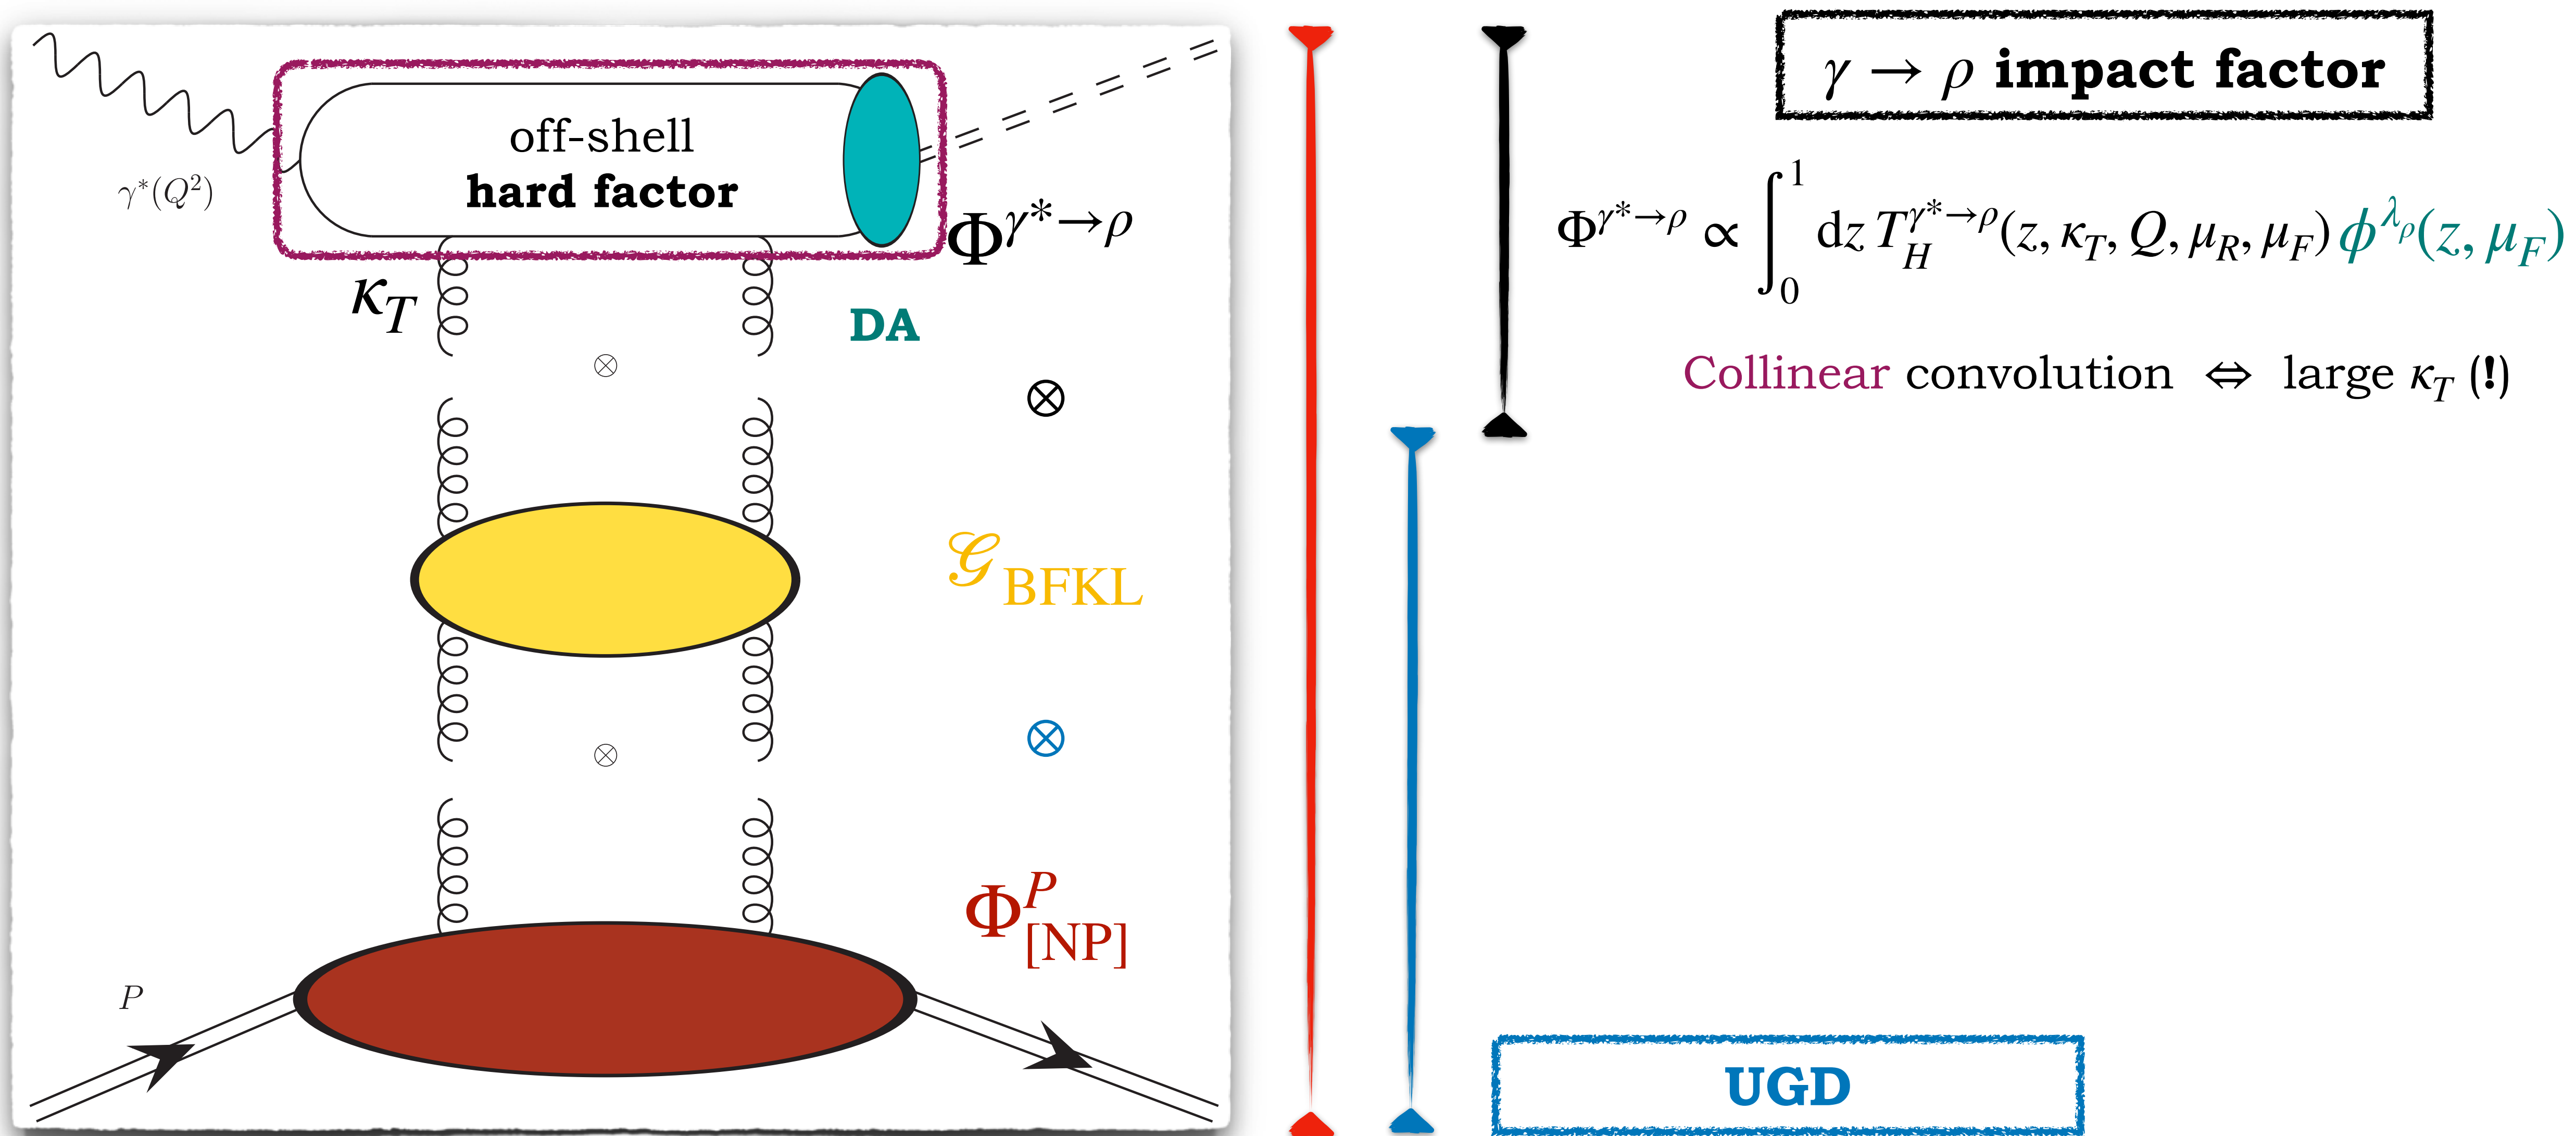 off-shell
hard factor
γ*(Q²)
Φ^{γ*→ρ}
κ_T
DA
⊗
⊗
𝒢_BFKL
⊗
⊗
Φ^P_[NP]
P
γ → ρ impact factor
Φ^{γ*→ρ} ∝ ∫_0^1 dz T_H^{γ*→ρ}(z, κ_T, Q, μ_R, μ_F) ϕ^{λ_ρ}(z, μ_F)
Collinear convolution ⇔ large κ_T (!)
UGD